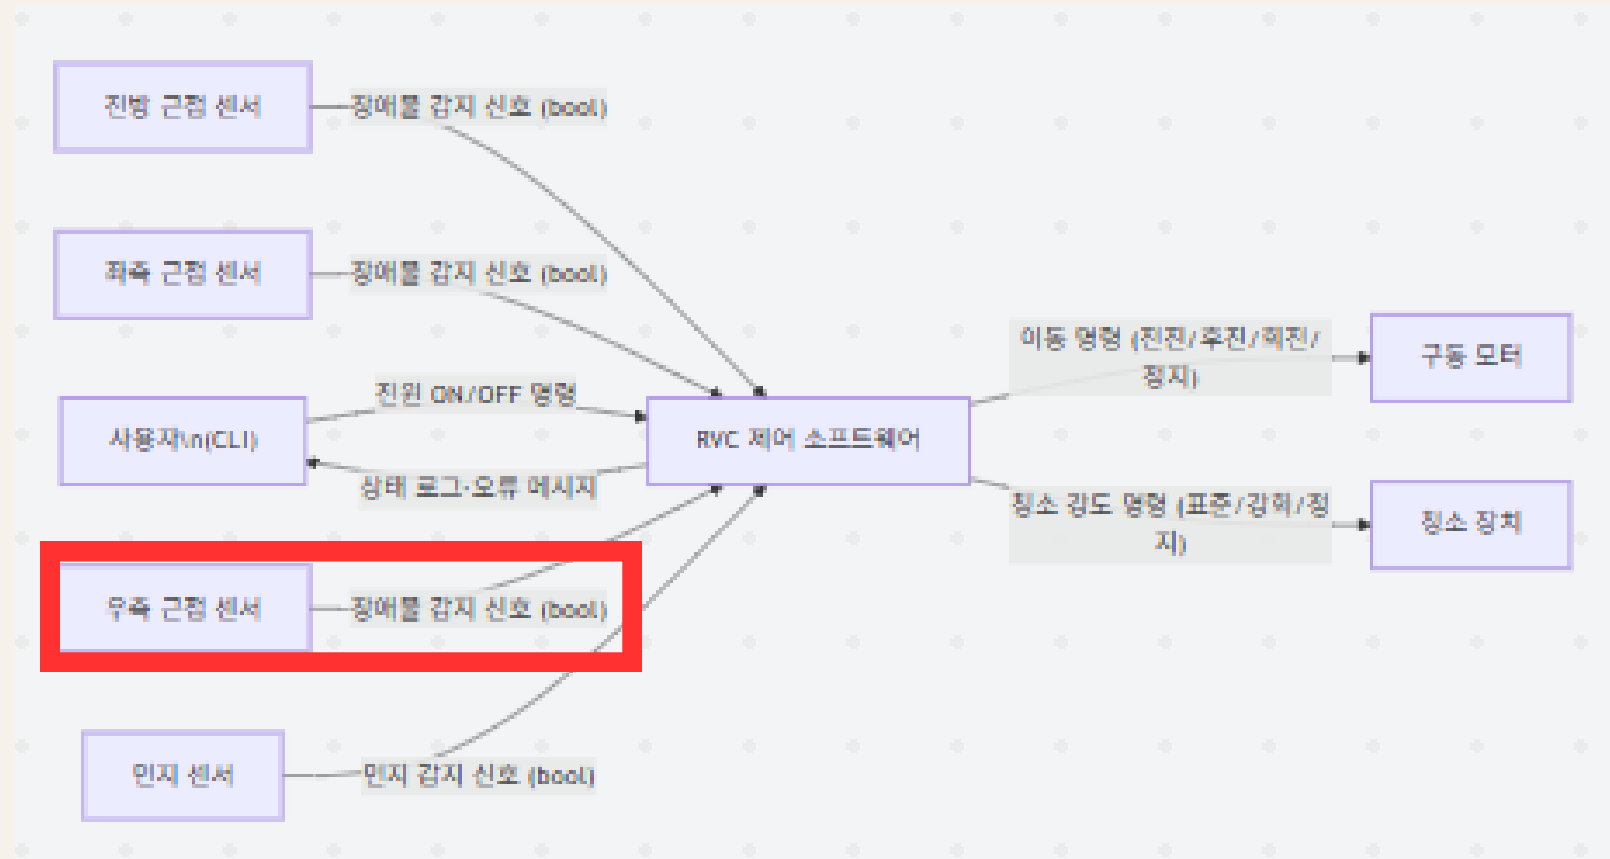 전방 근접 센서
장애물 감지 신호 (bool)
좌측 근접 센서
장애물 감지 신호 (bool)
전원 ON/OFF 명령
사용자\n(CLI)
상태 로그·오류 메시지
RVC 제어 소프트웨어
이동 명령 (전진/후진/회전/
정지)
구동 모터
청소 강도 명령 (표준/강화/정
지)
청소 장치
우측 근접 센서
장애물 감지 신호 (bool)
먼지 센서
먼지 감지 신호 (bool)